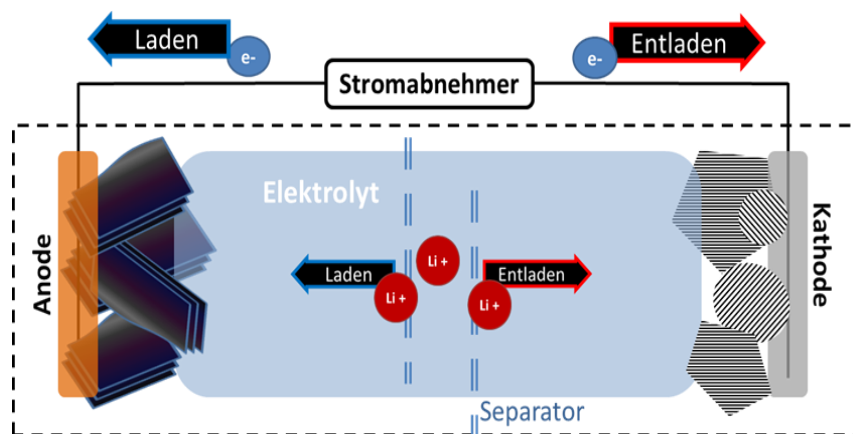 Laden
e-
e-
Entladen
Stromabnehmer
Elektrolyt
Anode
Kathode
Laden
Li +
Li +
Li +
Entladen
Separator